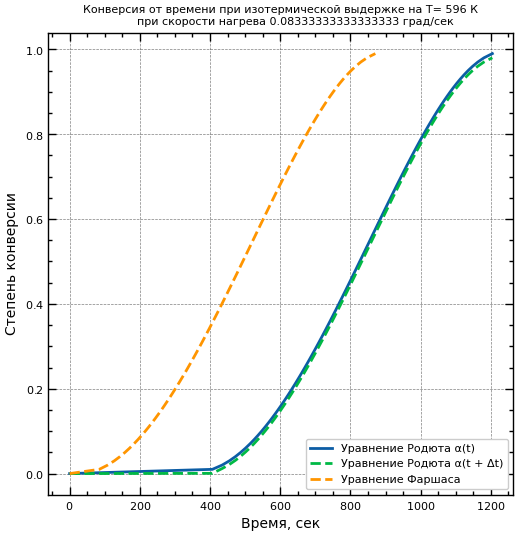 Конверсия от времени при изотермической выдержке на T= 596 К
при скорости нагрева 0.08333333333333333 град/сек
Степень конверсии
1.0
0.8
0.6
0.4
0.2
0.0
0
200
400
600
800
1000
1200
Время, сек
Уравнение Родюта α(t)
Уравнение Родюта α(t + Δt)
Уравнение Фаршаса